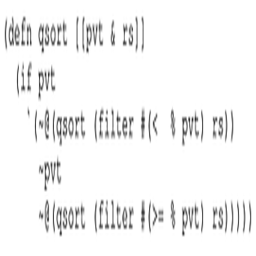 (defn qsort [[pvt & rs]]
(if pvt
`(~@(qsort (filter #(< % pvt) rs))
~pvt
~@(qsort (filter #(>= % pvt) rs)))))